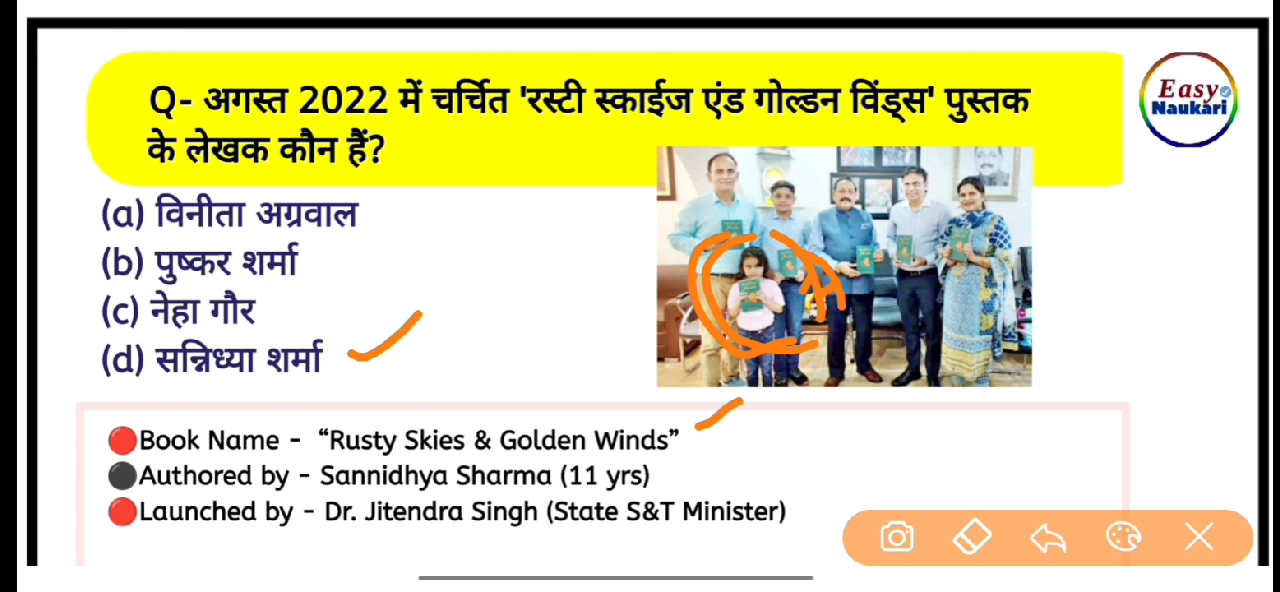 Q- अगस्त 2022 में चर्चित 'रस्टी स्काईज एंड गोल्डन विंड्स' पुस्तक
के लेखक कौन हैं?
Easy
Naukari
(a) विनीता अग्रवाल
(b) पुष्कर शर्मा
(c) नेहा गौर
(d) सन्निध्या शर्मा
Book Name - “Rusty Skies & Golden Winds”
Authored by - Sannidhya Sharma (11 yrs)
Launched by - Dr. Jitendra Singh (State S&T Minister)